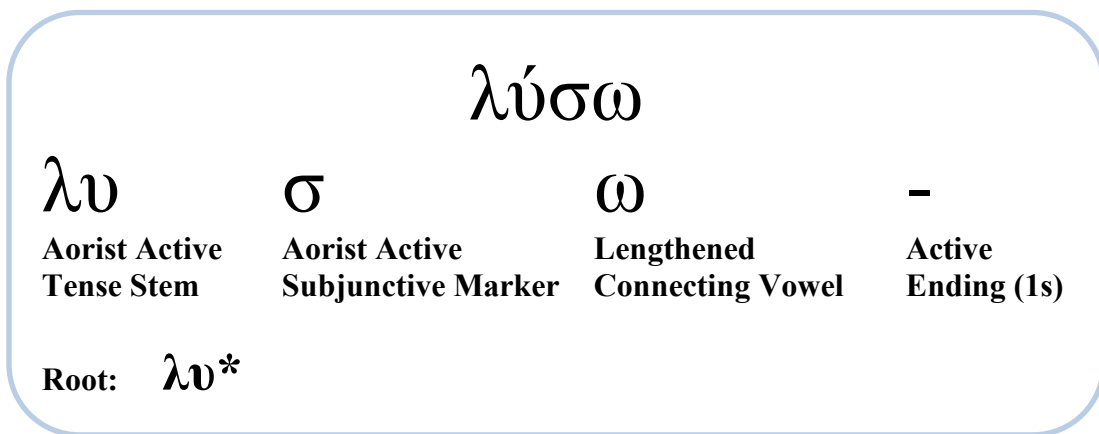 λύσω
λυ σ ω -
Aorist Active Aorist Active Lengthened Active
Tense Stem Subjunctive Marker Connecting Vowel Ending (1s)
Root: λυ*